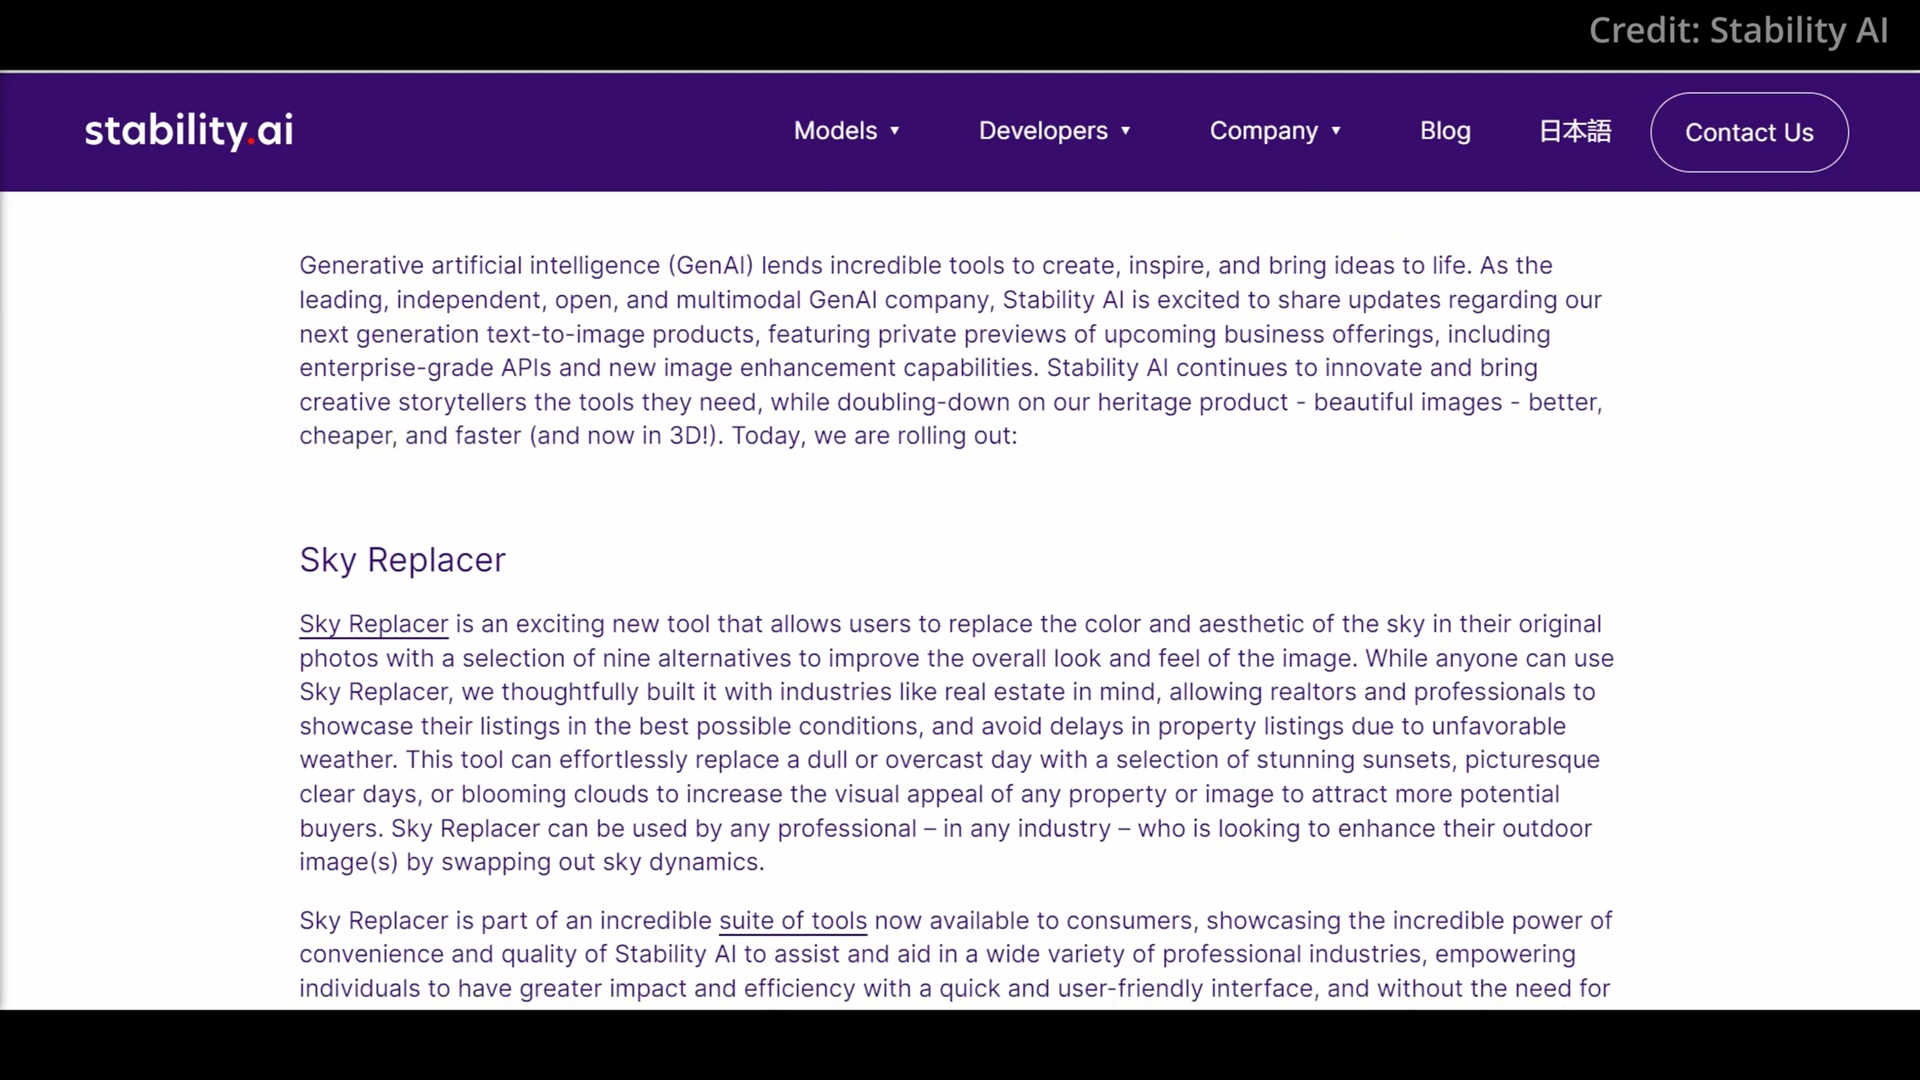 Credit: Stability AI
stability.ai
Models ▼ Developers ▼ Company ▼ Blog 日本語 Contact Us
Generative artificial intelligence (GenAI) lends incredible tools to create, inspire, and bring ideas to life. As the
leading, independent, open, and multimodal GenAI company, Stability AI is excited to share updates regarding our
next generation text-to-image products, featuring private previews of upcoming business offerings, including
enterprise-grade APIs and new image enhancement capabilities. Stability AI continues to innovate and bring
creative storytellers the tools they need, while doubling-down on our heritage product - beautiful images - better,
cheaper, and faster (and now in 3D!). Today, we are rolling out:
Sky Replacer
Sky Replacer is an exciting new tool that allows users to replace the color and aesthetic of the sky in their original
photos with a selection of nine alternatives to improve the overall look and feel of the image. While anyone can use
Sky Replacer, we thoughtfully built it with industries like real estate in mind, allowing realtors and professionals to
showcase their listings in the best possible conditions, and avoid delays in property listings due to unfavorable
weather. This tool can effortlessly replace a dull or overcast day with a selection of stunning sunsets, picturesque
clear days, or blooming clouds to increase the visual appeal of any property or image to attract more potential
buyers. Sky Replacer can be used by any professional – in any industry – who is looking to enhance their outdoor
image(s) by swapping out sky dynamics.
Sky Replacer is part of an incredible suite of tools now available to consumers, showcasing the incredible power of
convenience and quality of Stability AI to assist and aid in a wide variety of professional industries, empowering
individuals to have greater impact and efficiency with a quick and user-friendly interface, and without the need for